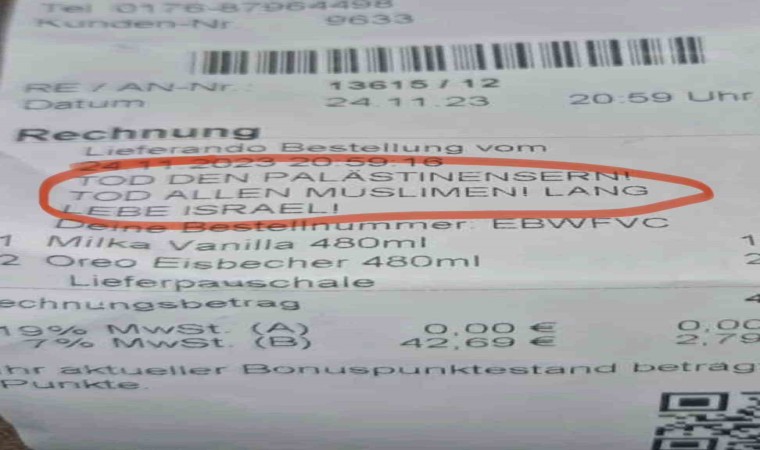 Tel 0176-87964498
Kunden-Nr. 9633
RE / AN-Nr. 13615 / 12
Datum 24.11.23 20:59 Uhr
Rechnung
Lieferando Bestellung vom
24.11.2023 20:59:16
TOD DEN PALÄSTINENSERN!
TOD ALLEN MUSLIMEN! LANG
LEBE ISRAEL!
Deine Bestellnummer: EBWFVC
1 Milka Vanilla 480ml 1
2 Oreo Eisbecher 480ml 2
Lieferpauschale
echnungsbetrag 4
19% MwSt. (A) 0,00 € 0,00
7% MwSt. (B) 42,69 € 2,79
hr aktueller Bonuspunktestand beträg
Punkte.